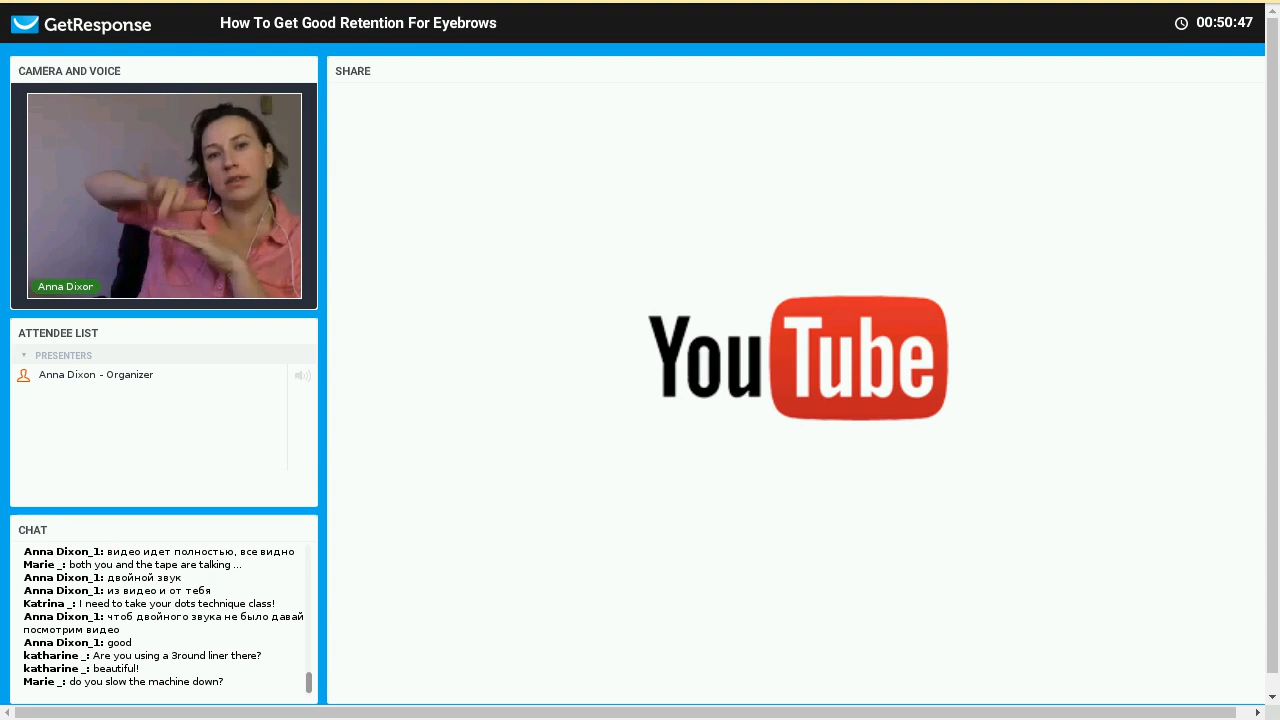 GetResponse
How To Get Good Retention For Eyebrows
00:50:47
CAMERA AND VOICE
Anna Dixon
ATTENDEE LIST
PRESENTERS
Anna Dixon - Organizer
CHAT
Anna Dixon_1: видео идет полностью, все видно
Marie _: both you and the tape are talking ...
Anna Dixon_1: двойной звук
Anna Dixon_1: из видео и от тебя
Katrina _: I need to take your dots technique class!
Anna Dixon_1: чтоб двойного звука не было давай
посмотрим видео
Anna Dixon_1: good
katharine _: Are you using a 3round liner there?
katharine _: beautiful!
Marie _: do you slow the machine down?
SHARE
YouTube